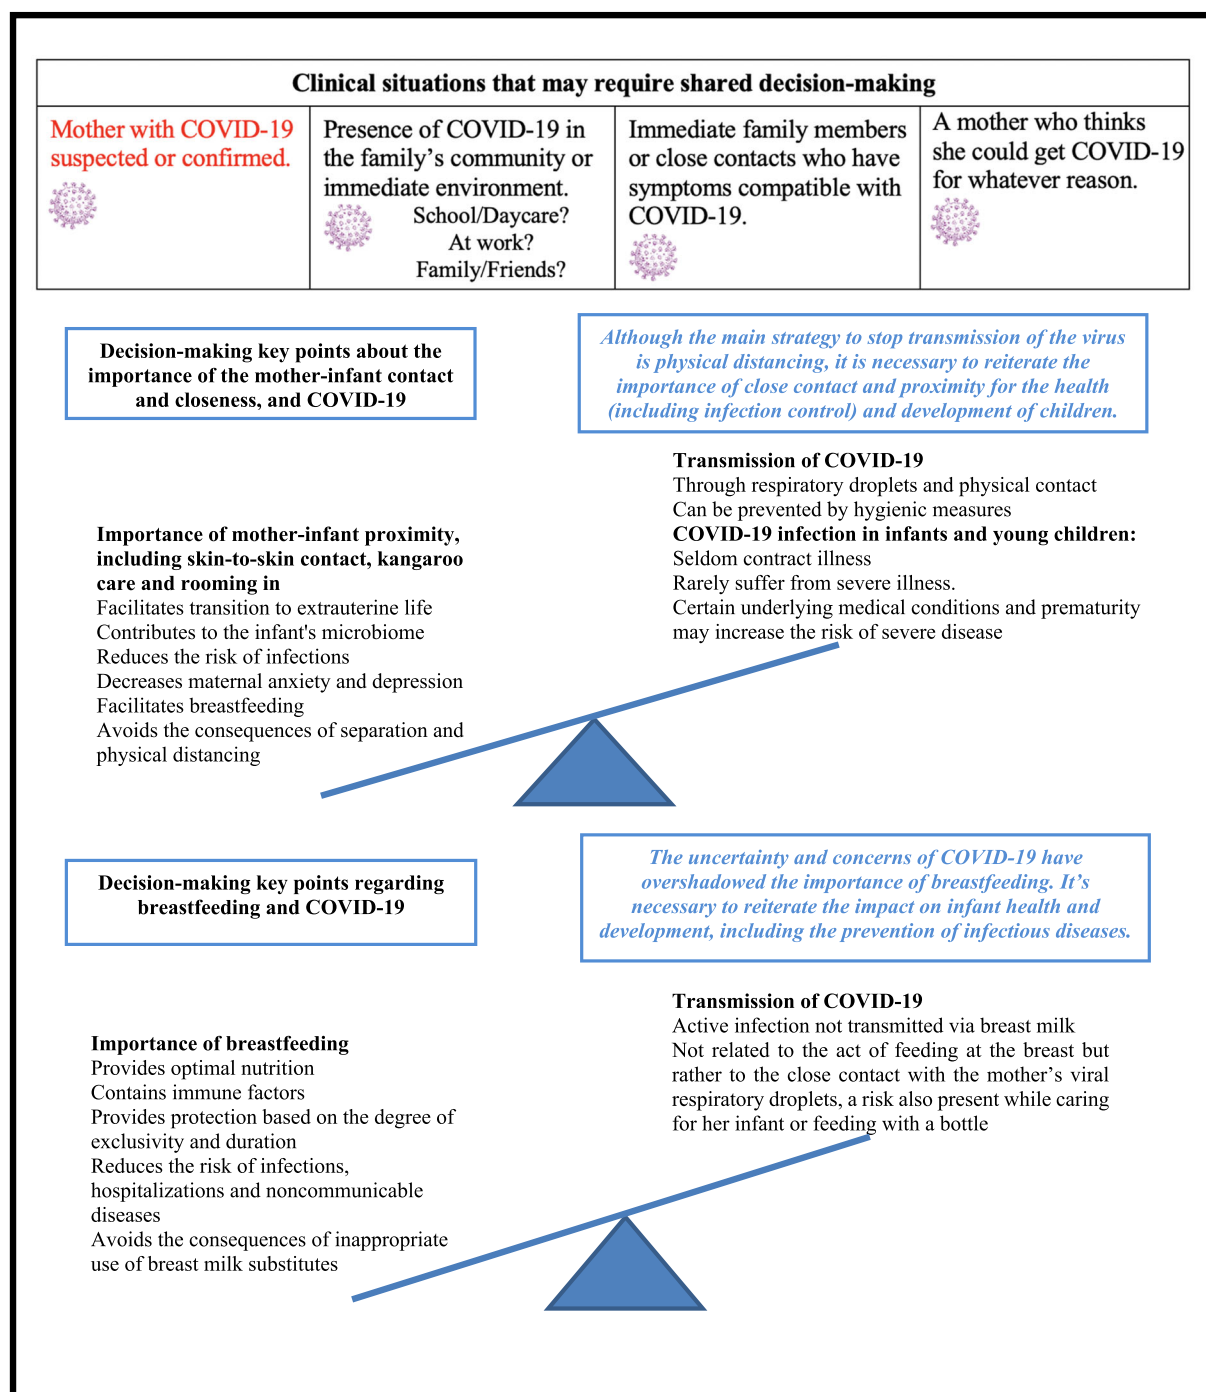 Clinical situations that may require shared decision-making
Mother with COVID-19
suspected or confirmed.
Presence of COVID-19 in
the family’s community or
immediate environment.
School/Daycare?
At work?
Family/Friends?
Immediate family members
or close contacts who have
symptoms compatible with
COVID-19.
A mother who thinks
she could get COVID-19
for whatever reason.
Decision-making key points about the
importance of the mother-infant contact
and closeness, and COVID-19
Although the main strategy to stop transmission of the virus
is physical distancing, it is necessary to reiterate the
importance of close contact and proximity for the health
(including infection control) and development of children.
Importance of mother-infant proximity,
including skin-to-skin contact, kangaroo
care and rooming in
Facilitates transition to extrauterine life
Contributes to the infant's microbiome
Reduces the risk of infections
Decreases maternal anxiety and depression
Facilitates breastfeeding
Avoids the consequences of separation and
physical distancing
Transmission of COVID-19
Through respiratory droplets and physical contact
Can be prevented by hygienic measures
COVID-19 infection in infants and young children:
Seldom contract illness
Rarely suffer from severe illness.
Certain underlying medical conditions and prematurity
may increase the risk of severe disease
Decision-making key points regarding
breastfeeding and COVID-19
The uncertainty and concerns of COVID-19 have
overshadowed the importance of breastfeeding. It’s
necessary to reiterate the impact on infant health and
development, including the prevention of infectious diseases.
Importance of breastfeeding
Provides optimal nutrition
Contains immune factors
Provides protection based on the degree of
exclusivity and duration
Reduces the risk of infections,
hospitalizations and noncommunicable
diseases
Avoids the consequences of inappropriate
use of breast milk substitutes
Transmission of COVID-19
Active infection not transmitted via breast milk
Not related to the act of feeding at the breast but
rather to the close contact with the mother’s viral
respiratory droplets, a risk also present while caring
for her infant or feeding with a bottle